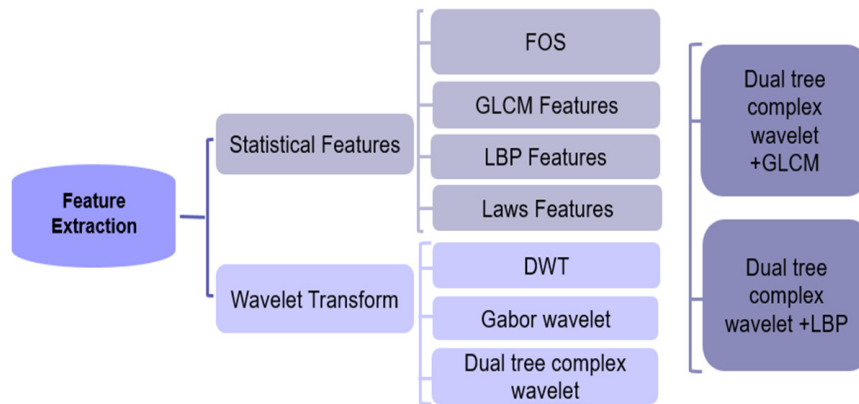 Feature
Extraction
Statistical Features
Wavelet Transform
FOS
GLCM Features
LBP Features
Laws Features
DWT
Gabor wavelet
Dual tree complex
wavelet
Dual tree
complex
wavelet
+GLCM
Dual tree
complex
wavelet +LBP